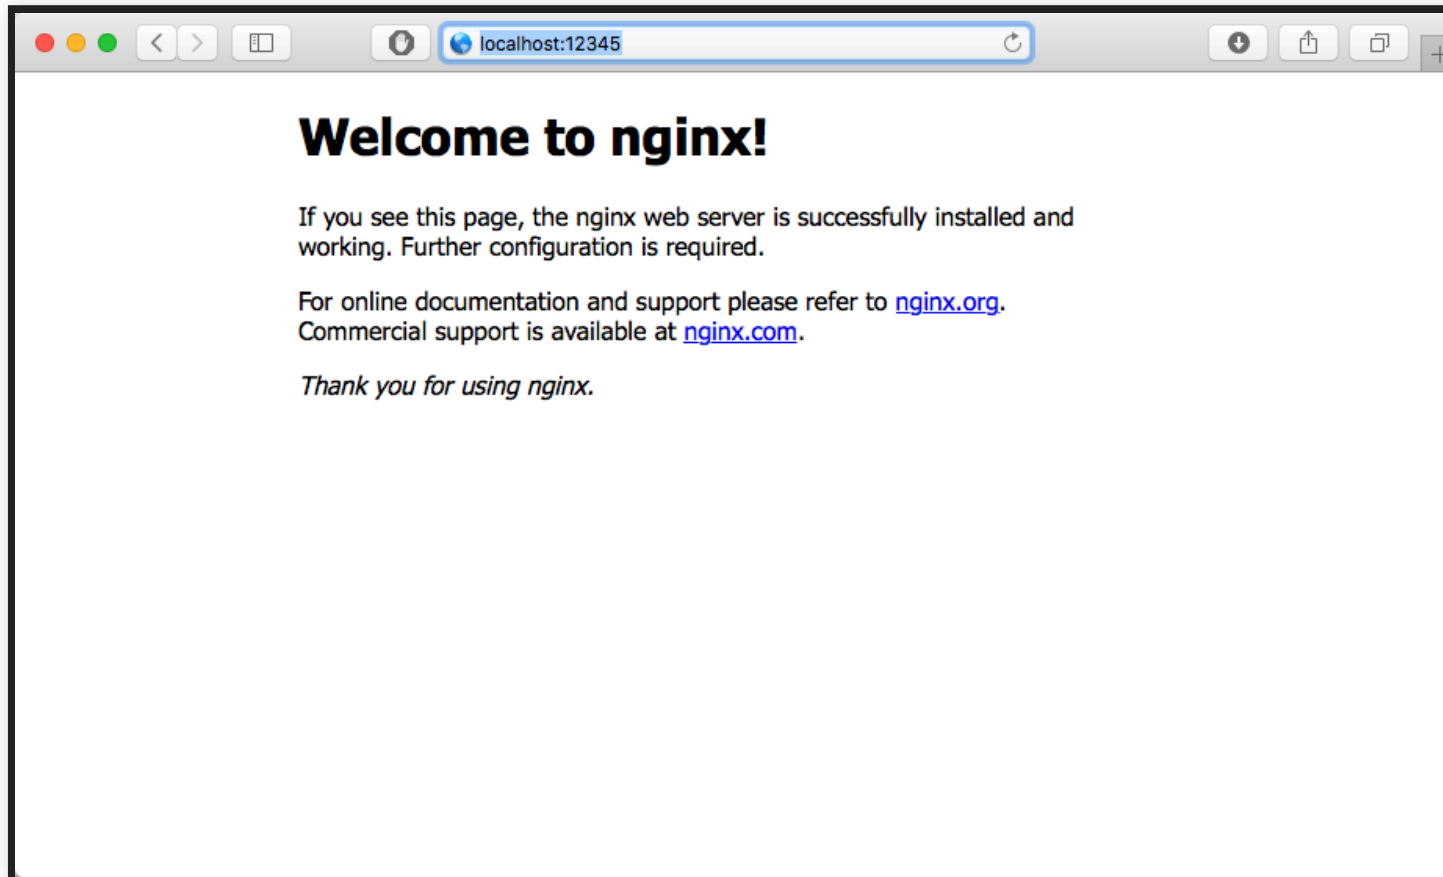 localhost:12345
Welcome to nginx!
If you see this page, the nginx web server is successfully installed and
working. Further configuration is required.
For online documentation and support please refer to nginx.org.
Commercial support is available at nginx.com.
Thank you for using nginx.